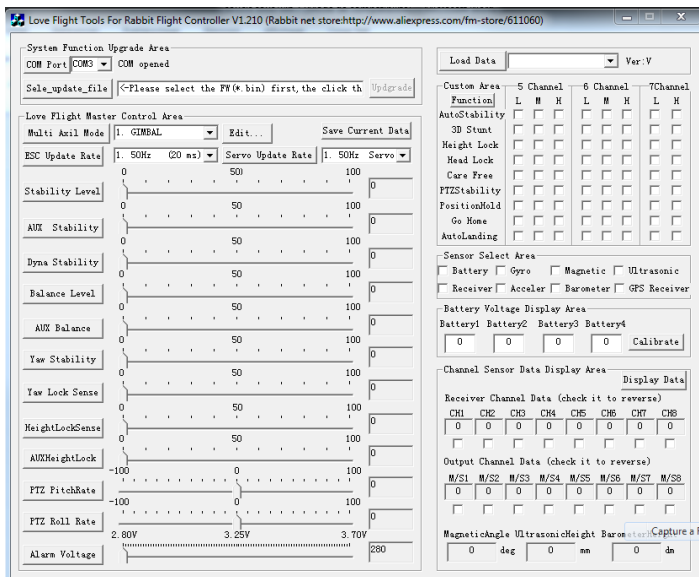 Love Flight Tools For Rabbit Flight Controller V1.210 (Rabbit net store:http://www.aliexpress.com/fm-store/611060)
System Function Upgrade Area
COM Port COM3 COM opened
Sele_update_file <-Please select the FW(*.bin) first,the click th Updgrade
Love Flight Master Control Area
Multi Axil Mode 1. GIMBAL Edit... Save Current Data
ESC Update Rate 1. 50Hz (20 ms) Servo Update Rate 1. 50Hz Servo
0 50 100
Stability Level 0
0 50 100
AUX Stability 0
0 50 100
Dyna Stability 0
0 50 100
Balance Level 0
0 50 100
AUX Balance 0
0 50 100
Yaw Stability 0
0 50 100
Yaw Lock Sense 0
0 50 100
HeightLockSense 0
0 50 100
AUXHeightLock 0
-100 0 100
PTZ PitchRate 0
-100 0 100
PTZ Roll Rate 0
2.80V 3.25V 3.70V
Alarm Voltage 280
Load Data Ver:V
Custom Area 5 Channel 6 Channel 7Channel
Function L M H L M H L H
AutoStability
3D Stunt
Height Lock
Head Lock
Care Free
PTZStability
PositionHold
Go Home
AutoLanding
Sensor Select Area
Battery Gyro Magnetic Ultrasonic
Receiver Acceler Barometer GPS Receiver
Battery Voltage Display Area
Battery1 Battery2 Battery3 Battery4
0 0 0 0 Calibrate
Channel Sensor Data Display Area
Display Data
Receiver Channel Data (check it to reverse)
CH1 CH2 CH3 CH4 CH5 CH6 CH7 CH8
0 0 0 0 0 0 0 0
Output Channel Data (check it to reverse)
M/S1 M/S2 M/S3 M/S4 M/S5 M/S6 M/S7 M/S8
0 0 0 0 0 0 0 0
Capture a
MagneticAngle UltrasonicHeight
0 deg 0 mm 0 dm